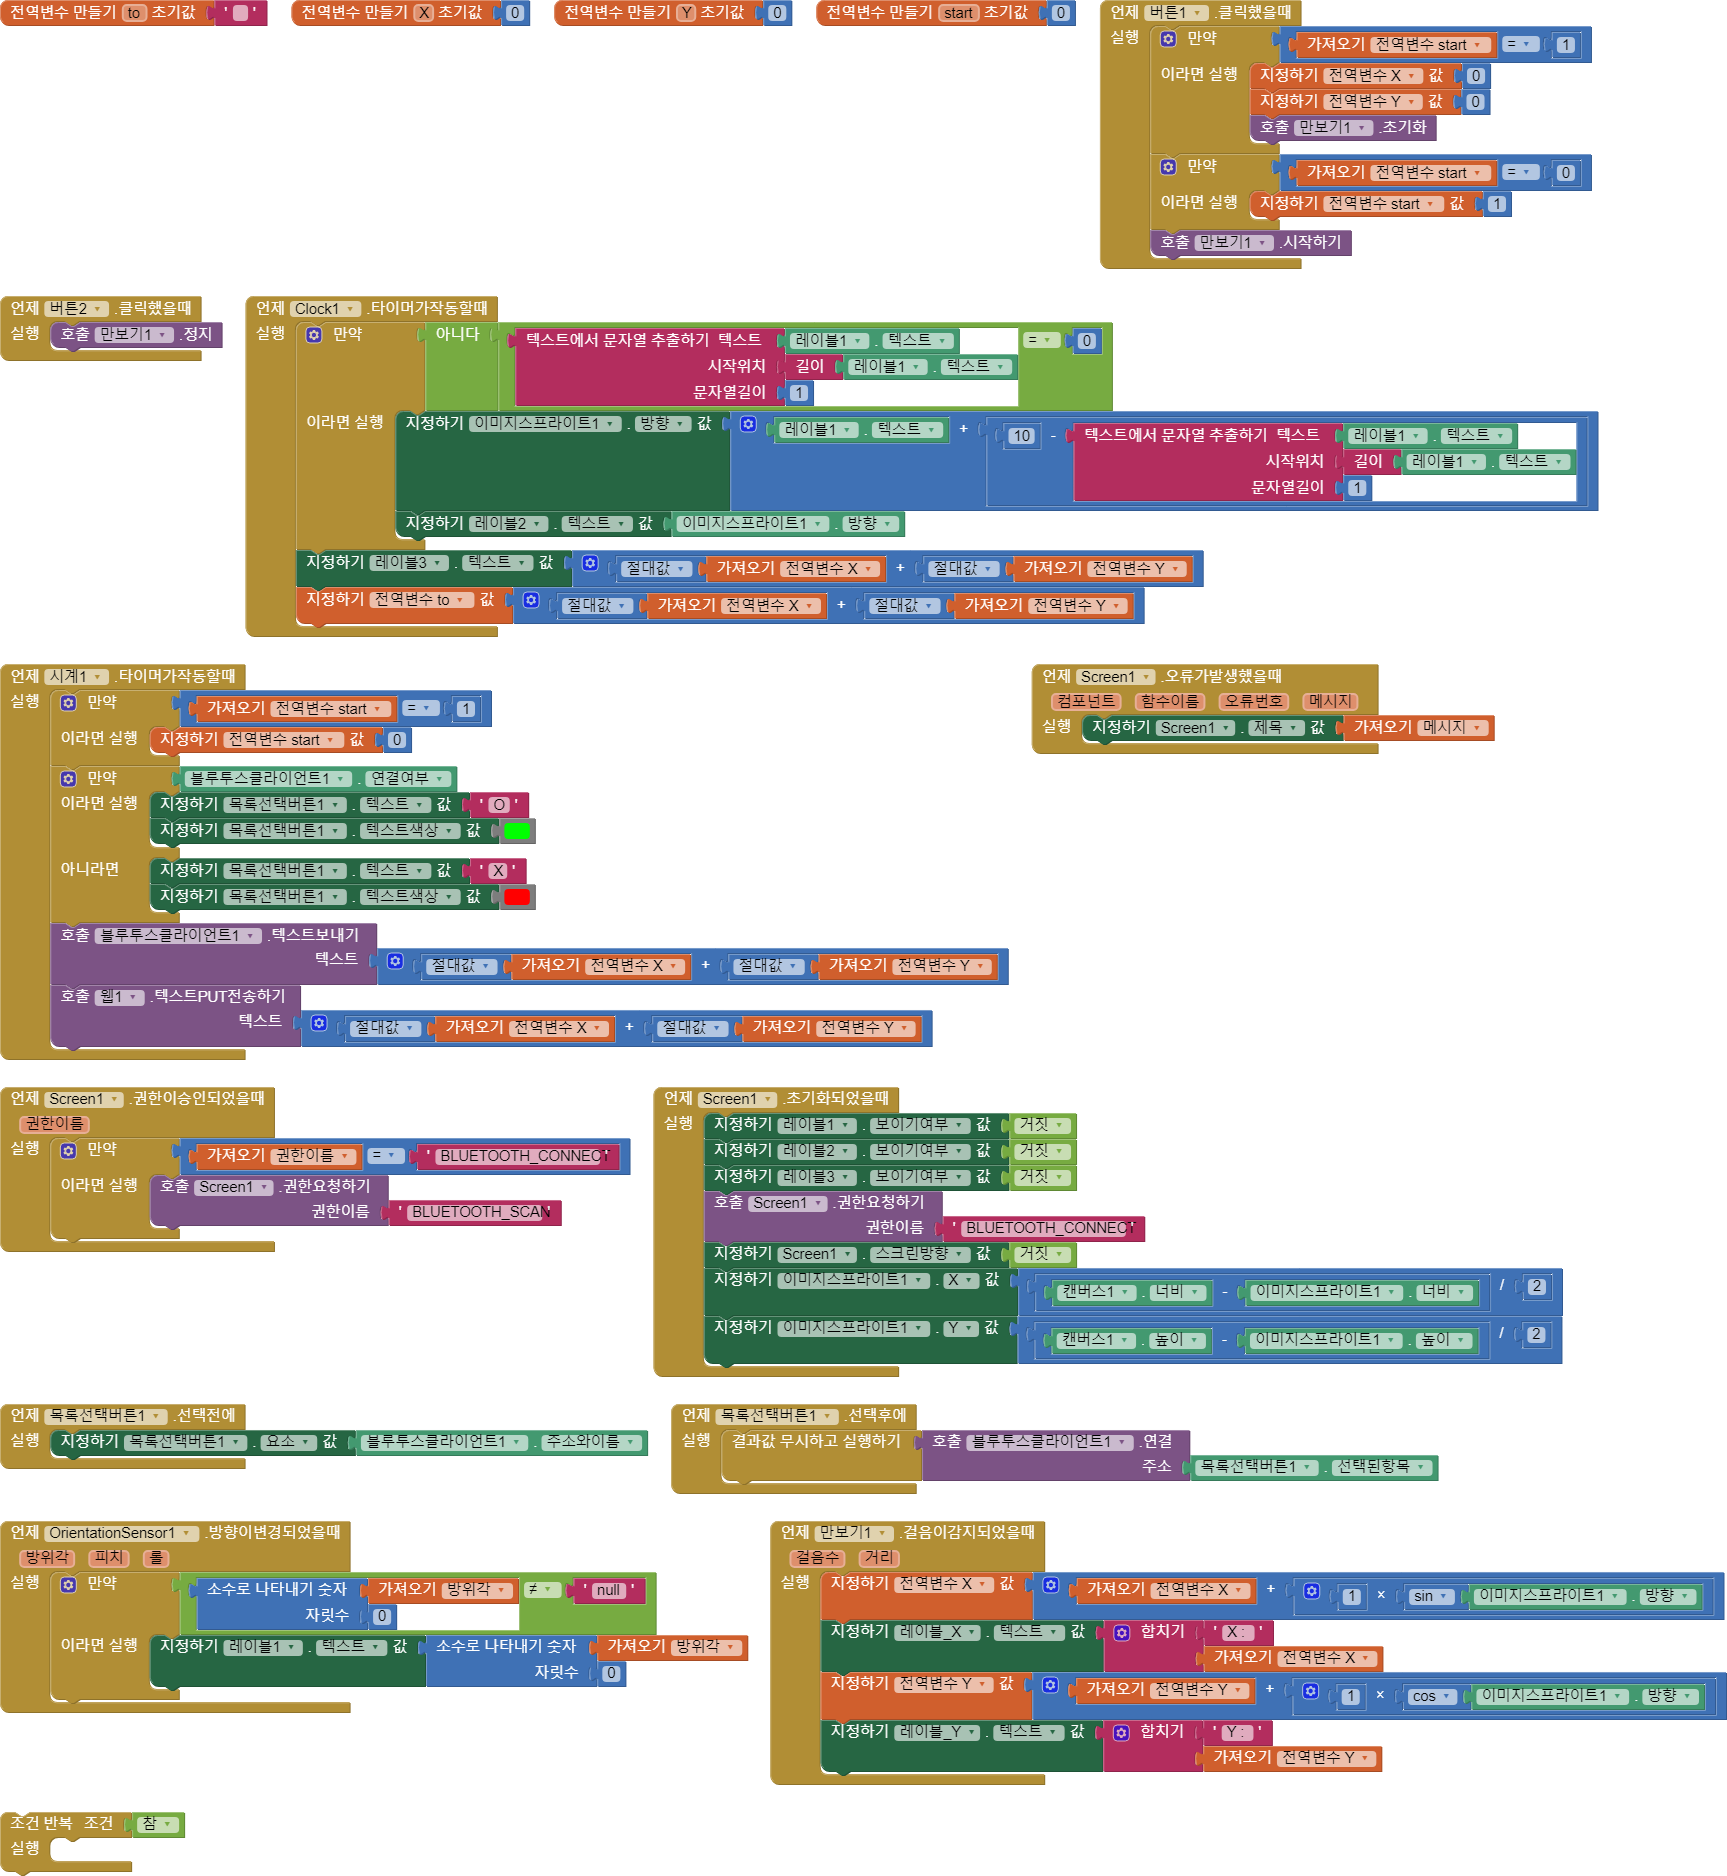 전역변수 만들기 to 초기값 ' '
전역변수 만들기 X 초기값 0
전역변수 만들기 Y 초기값 0
전역변수 만들기 start 초기값 0
언제 버튼1 .클릭했을때
실행 만약 가져오기 전역변수 start = 1
이라면 실행 지정하기 전역변수 X 값 0
지정하기 전역변수 Y 값 0
호출 만보기1 .초기화
만약 가져오기 전역변수 start = 0
이라면 실행 지정하기 전역변수 start 값 1
호출 만보기1 .시작하기
언제 버튼2 .클릭했을때
실행 호출 만보기1 .정지
언제 Clock1 .타이머가작동할때
실행 만약 아니다 텍스트에서 문자열 추출하기 텍스트 레이블1 . 텍스트 = 0
시작위치 길이 레이블1 . 텍스트
문자열길이 1
이라면 실행 지정하기 이미지스프라이트1 . 방향 값 레이블1 . 텍스트 + 10 - 텍스트에서 문자열 추출하기 텍스트 레이블1 . 텍스트
시작위치 길이 레이블1 . 텍스트
문자열길이 1
지정하기 레이블2 . 텍스트 값 이미지스프라이트1 . 방향
지정하기 레이블3 . 텍스트 값 절대값 가져오기 전역변수 X + 절대값 가져오기 전역변수 Y
지정하기 전역변수 to 값 절대값 가져오기 전역변수 X + 절대값 가져오기 전역변수 Y
언제 시계1 .타이머가작동할때
실행 만약 가져오기 전역변수 start = 1
이라면 실행 지정하기 전역변수 start 값 0
만약 블루투스클라이언트1 . 연결여부
이라면 실행 지정하기 목록선택버튼1 . 텍스트 값 ' O '
지정하기 목록선택버튼1 . 텍스트색상 값
아니라면 지정하기 목록선택버튼1 . 텍스트 값 ' X '
지정하기 목록선택버튼1 . 텍스트색상 값
호출 블루투스클라이언트1 .텍스트보내기
텍스트 절대값 가져오기 전역변수 X + 절대값 가져오기 전역변수 Y
호출 웹1 .텍스트PUT전송하기
텍스트 절대값 가져오기 전역변수 X + 절대값 가져오기 전역변수 Y
언제 Screen1 .오류가발생했을때
컴포넌트 함수이름 오류번호 메시지
실행 지정하기 Screen1 . 제목 값 가져오기 메시지
언제 Screen1 .권한이승인되었을때
권한이름
실행 만약 가져오기 권한이름 = ' BLUETOOTH_CONNECT
이라면 실행 호출 Screen1 .권한요청하기
권한이름 ' BLUETOOTH_SCAN '
언제 Screen1 .초기화되었을때
실행 지정하기 레이블1 . 보이기여부 값 거짓
지정하기 레이블2 . 보이기여부 값 거짓
지정하기 레이블3 . 보이기여부 값 거짓
호출 Screen1 .권한요청하기
권한이름 ' BLUETOOTH_CONNECT
지정하기 Screen1 . 스크린방향 값 거짓
지정하기 이미지스프라이트1 . X 값 캔버스1 . 너비 - 이미지스프라이트1 . 너비 / 2
지정하기 이미지스프라이트1 . Y 값 캔버스1 . 높이 - 이미지스프라이트1 . 높이 / 2
언제 목록선택버튼1 .선택전에
실행 지정하기 목록선택버튼1 . 요소 값 블루투스클라이언트1 . 주소와이름
언제 목록선택버튼1 .선택후에
실행 결과값 무시하고 실행하기 호출 블루투스클라이언트1 .연결
주소 목록선택버튼1 . 선택된항목
언제 OrientationSensor1 .방향이변경되었을때
방위각 피치 롤
실행 만약 소수로 나타내기 숫자 가져오기 방위각 ≠ ' null '
자릿수 0
이라면 실행 지정하기 레이블1 . 텍스트 값 소수로 나타내기 숫자 가져오기 방위각
자릿수 0
언제 만보기1 .걸음이감지되었을때
걸음수 거리
실행 지정하기 전역변수 X 값 가져오기 전역변수 X + 1 × sin 이미지스프라이트1 . 방향
지정하기 레이블_X . 텍스트 값 합치기 ' X : '
가져오기 전역변수 X
지정하기 전역변수 Y 값 가져오기 전역변수 Y + 1 × cos 이미지스프라이트1 . 방향
지정하기 레이블_Y . 텍스트 값 합치기 ' Y : '
가져오기 전역변수 Y
조건 반복 조건 참
실행